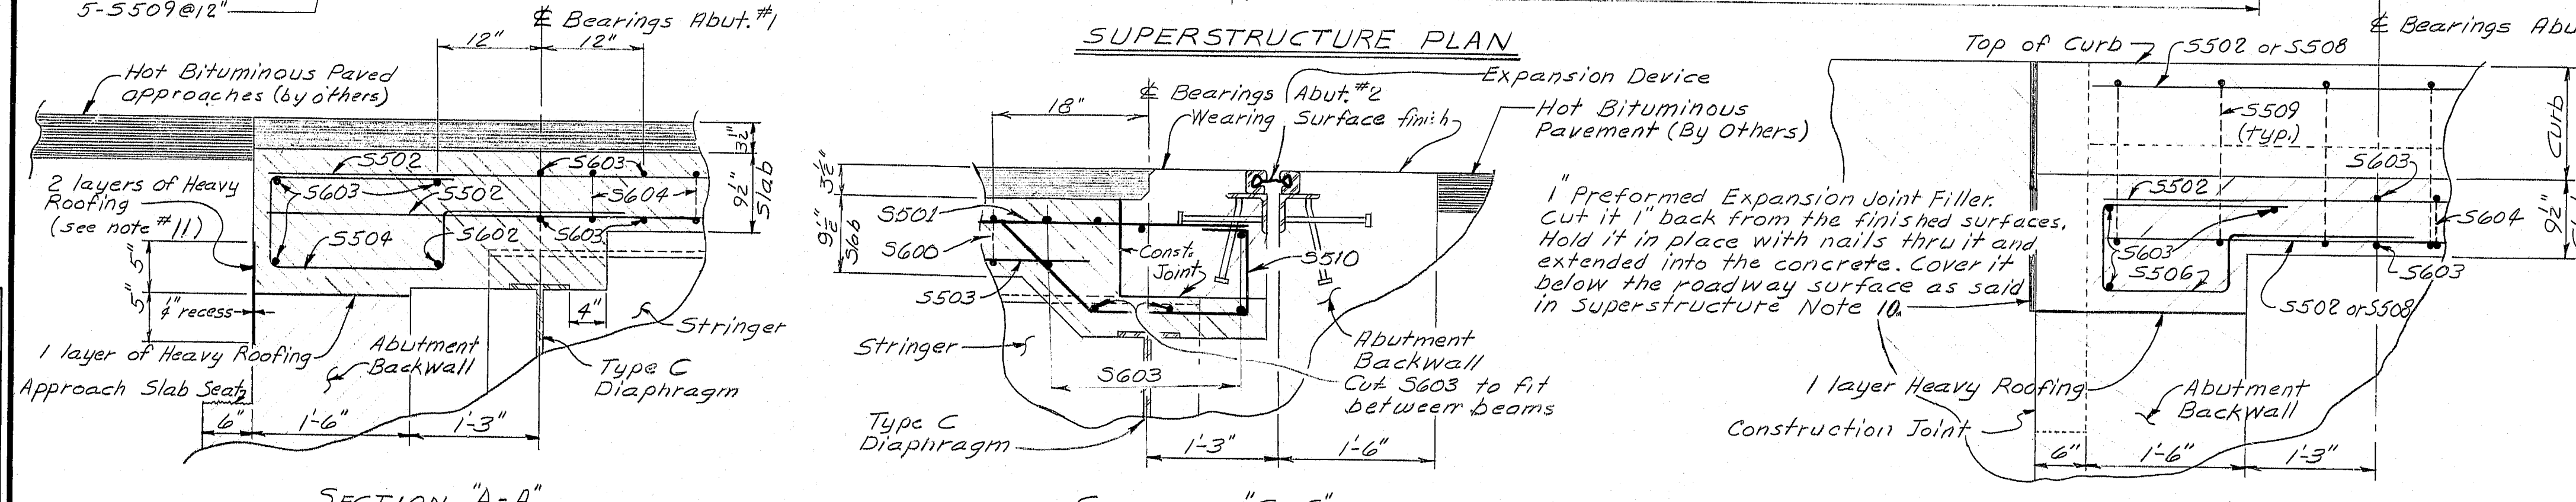 5-S509@12"
SUPERSTRUCTURE PLAN
℄ Bearings Abut. #1
12"
12"
Hot Bituminous Paved
approaches (by others)
S502
S603
3½"
2 layers of Heavy
Roofing
(see note #11)
S603
S502
S604
9½"
Slab
S504
S602
S603
5"
5"
¼" recess
4"
Stringer
1 layer of Heavy Roofing
Abutment
Backwall
Type C
Diaphragm
Approach Slab Seat
6"
1'-6"
1'-3"
SECTION "A-A"
Expansion Device
18"
℄ Bearings Abut. #2
Wearing Surface finish
Hot Bituminous
Pavement (By Others)
3½"
9½"
Slab
S501
S600
Const.
Joint
S510
S503
Stringer
Abutment
Backwall
S603
Cut S603 to fit
between beams
Type C
Diaphragm
1'-3"
1'-6"
℄ Bearings Abu
Top of Curb
S502 or S508
S509
(typ.)
Curb
S603
1" Preformed Expansion Joint Filler.
Cut it 1" back from the finished surfaces.
Hold it in place with nails thru it and
extended into the concrete. Cover it
below the roadway surface as said
in Superstructure Note 10.
S502
S604
9½"
S603
S506
S603
S502 or S508
1 layer Heavy Roofing
Abutment
Backwall
Construction Joint
6"
1'-6"
1'-3"